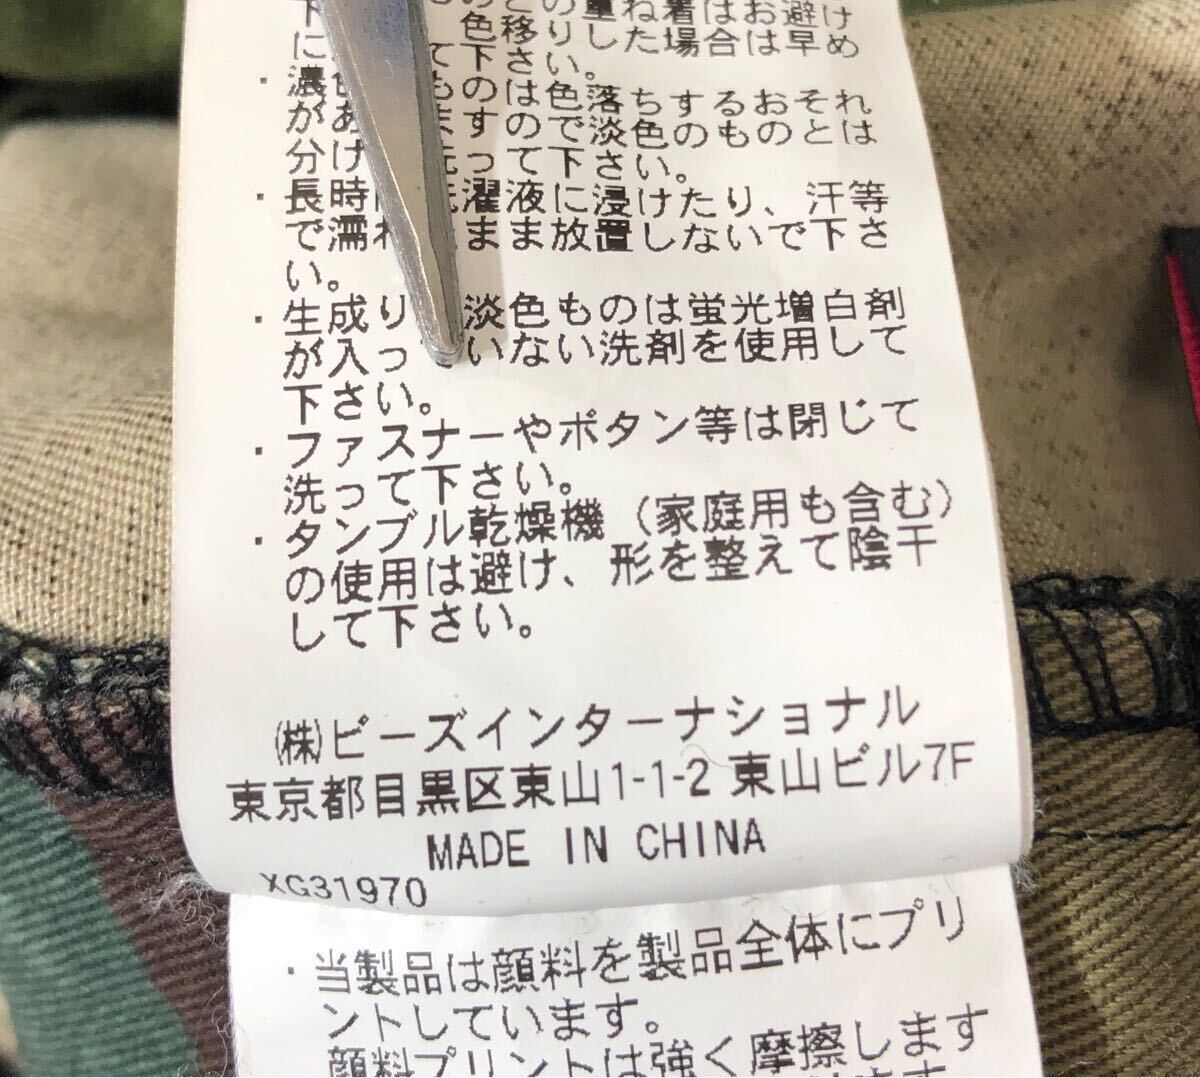 の重ね着はお避け
下
色移りした場合は早め
に 下さい。
・濃色 ものは色落ちするおそれ
があ ますので淡色のものとは
分け 洗って下さい。
・長時 洗濯液に浸けたり、汗等
で濡れ まま放置しないで下さ
い。
・生成り 淡色ものは蛍光増白剤
が入っていない洗剤を使用して
下さい。
・ファスナーやボタン等は閉じて
洗って下さい。
・タンブル乾燥機（家庭用も含む）
の使用は避け、形を整えて陰干
して下さい。
㈱ビーズインターナショナル
東京都目黒区東山1-1-2 東山ビル7F
MADE IN CHINA
XG31970
・当製品は顔料を製品全体にプリ
ントしています。
顔料プリントは強く摩擦します